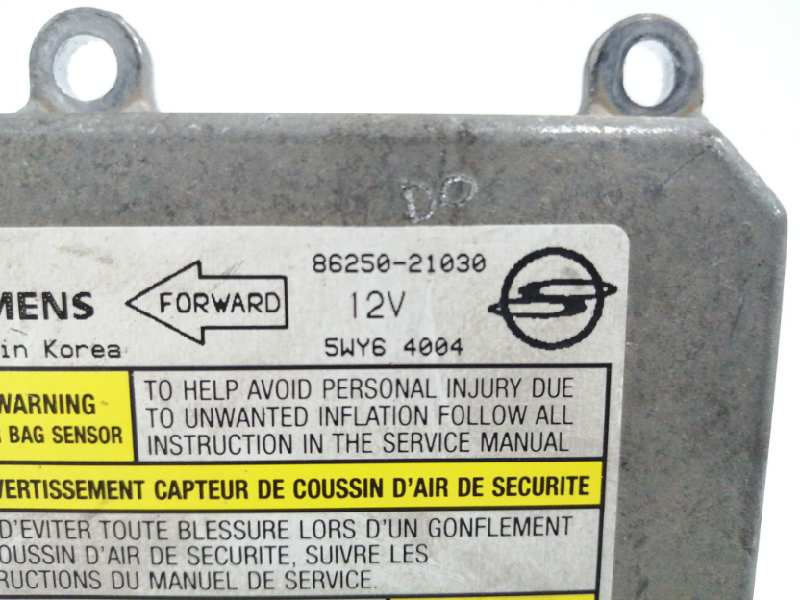 DO
86250-21030
MENS FORWARD 12V
in Korea 5WY6 4004
WARNING
BAG SENSOR
TO HELP AVOID PERSONAL INJURY DUE
TO UNWANTED INFLATION FOLLOW ALL
INSTRUCTION IN THE SERVICE MANUAL
VERTISSEMENT CAPTEUR DE COUSSIN D'AIR DE SECURITE
D'EVITER TOUTE BLESSURE LORS D'UN GONFLEMENT
OUSSIN D'AIR DE SECURITE, SUIVRE LES
RUCTIONS DU MANUEL DE SERVICE.